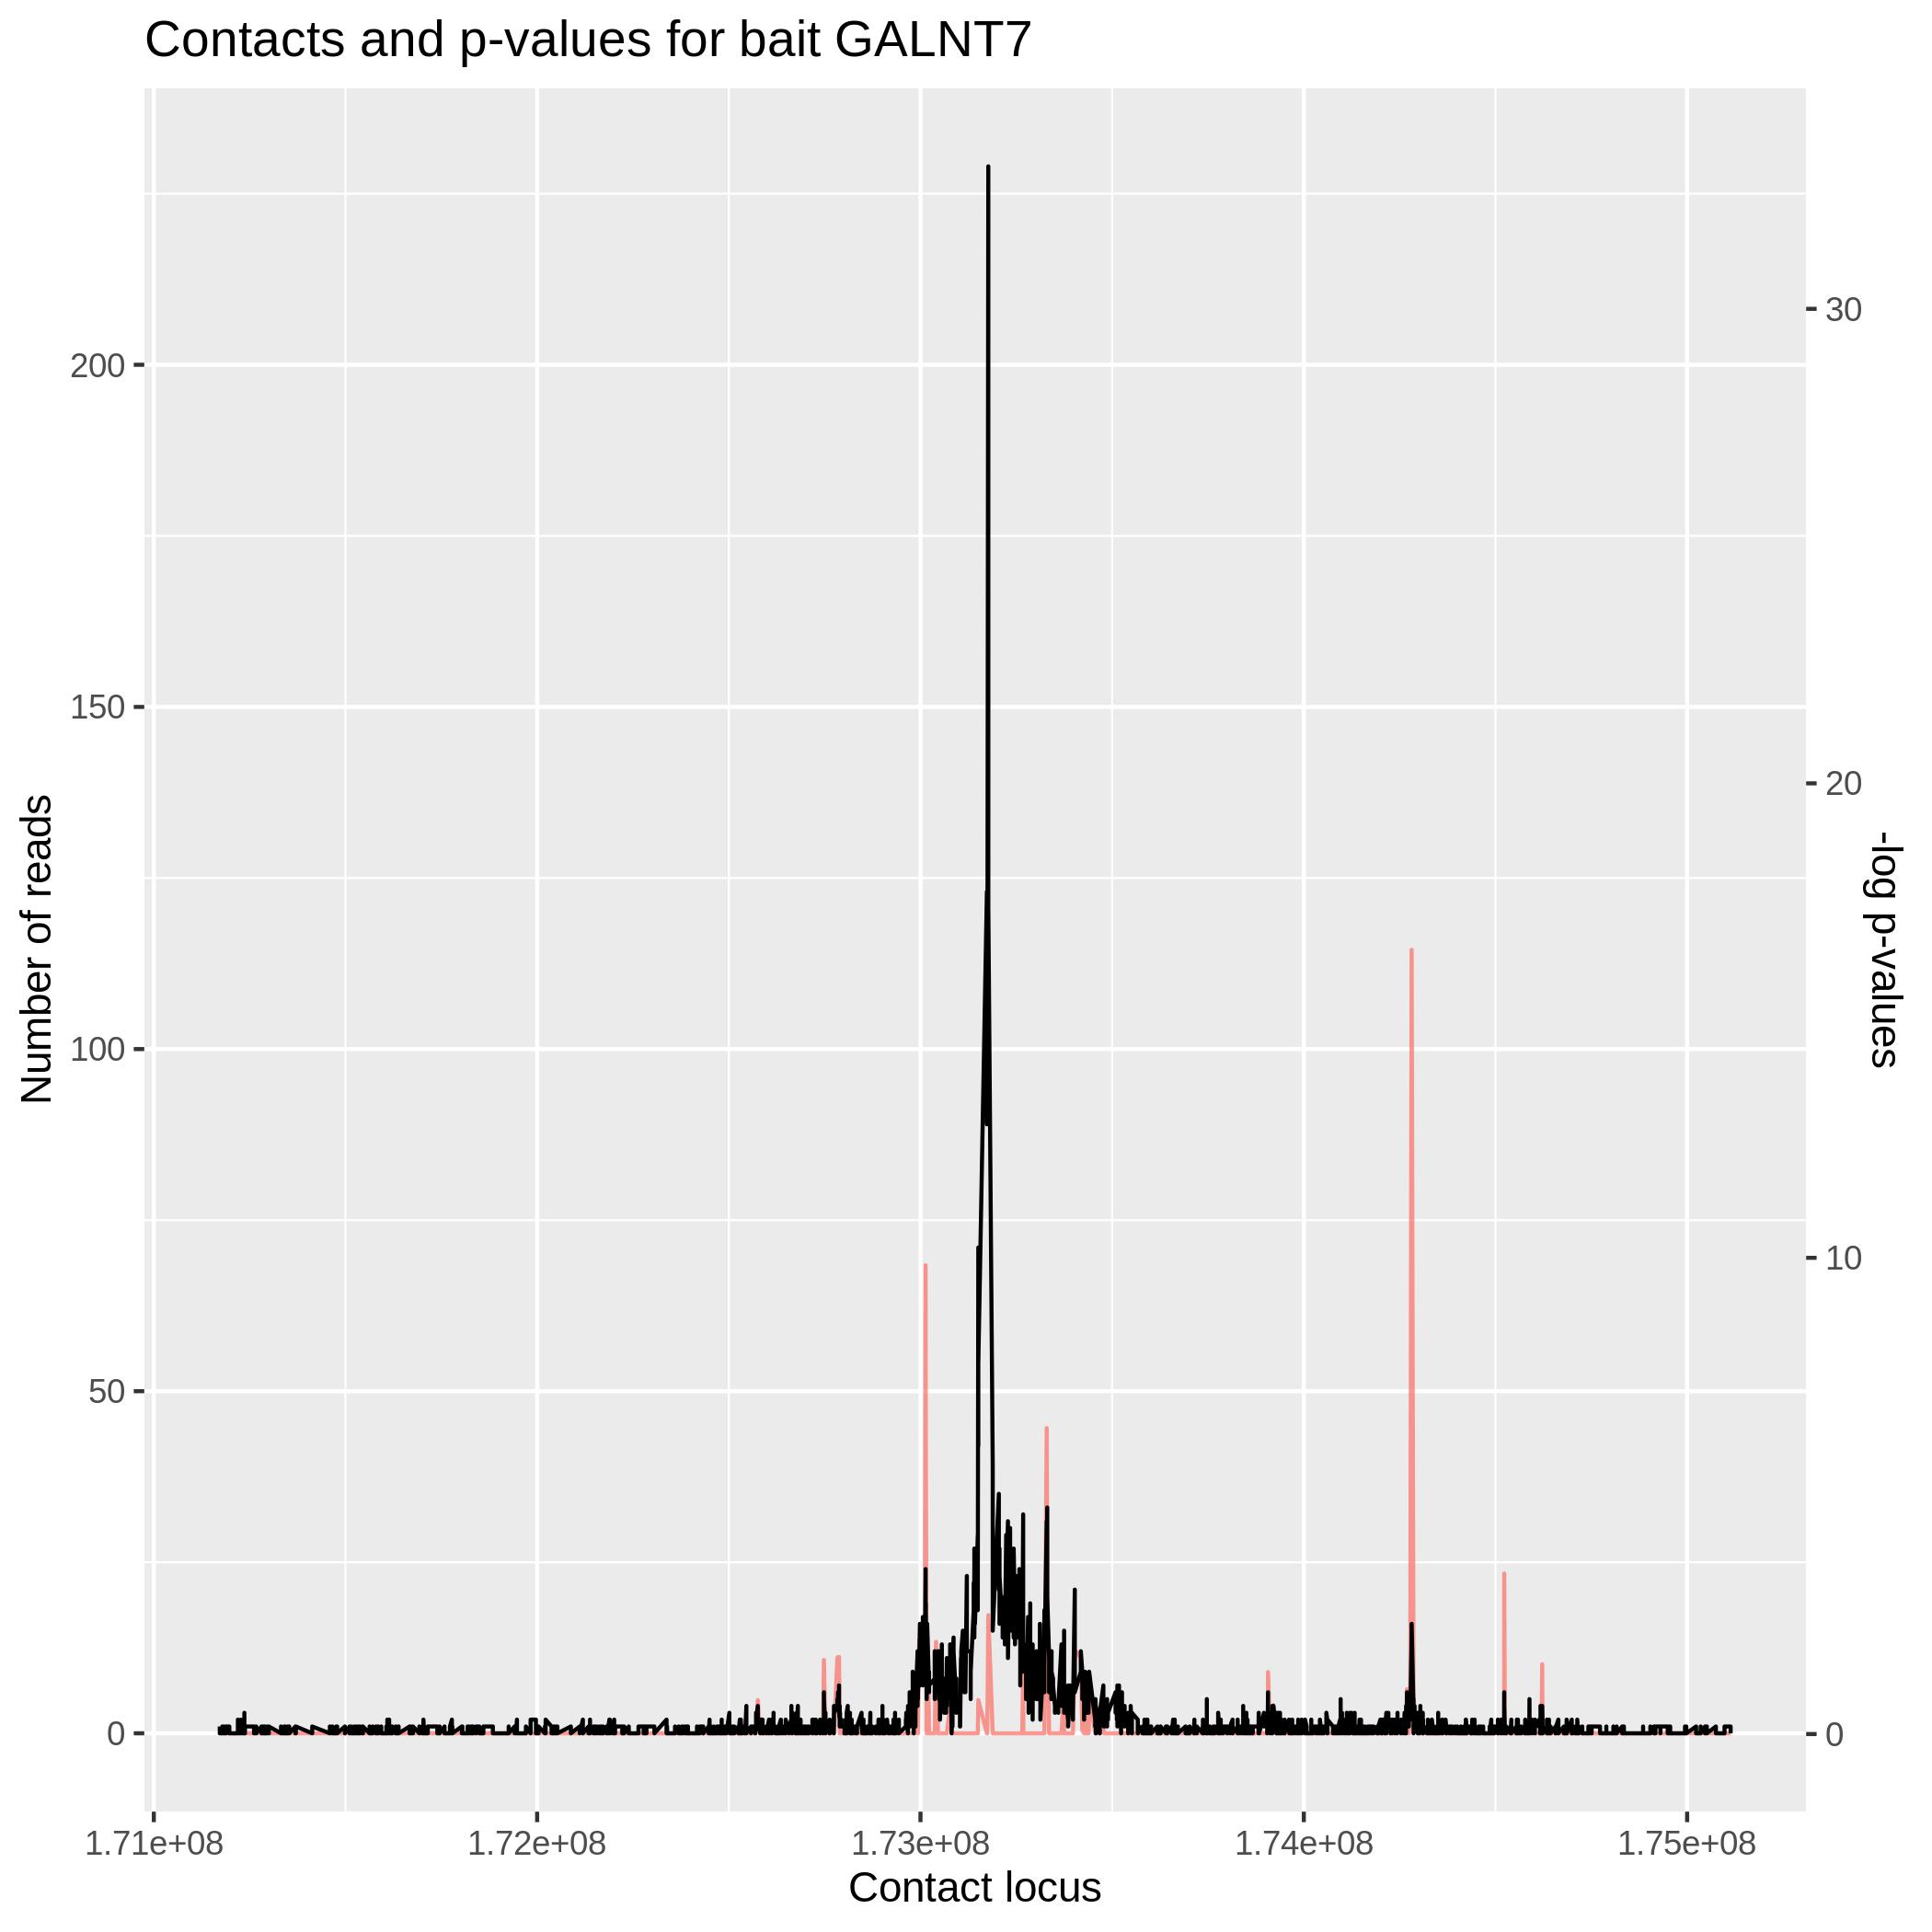 Contacts and p-values for bait GALNT7
Number of reads
200
150
100
50
0
30
20
10
0
-log p-values
1.71e+08
1.72e+08
1.73e+08
1.74e+08
1.75e+08
Contact locus